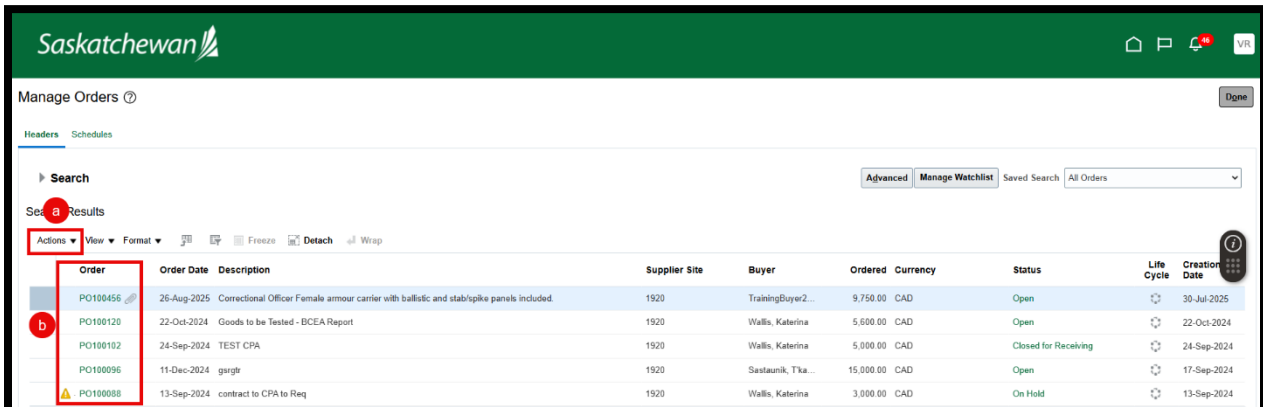 Saskatchewan
46
VR
Manage Orders
Done
Headers Schedules
Search
Advanced Manage Watchlist Saved Search All Orders
a
Results
Actions View Format Freeze Detach Wrap
Order Order Date Description Supplier Site Buyer Ordered Currency Status Life Cycle Creation Date
PO100456 26-Aug-2025 Correctional Officer Female armour carrier with ballistic and stab/spike panels included. 1920 TrainingBuyer2... 9,750.00 CAD Open 30-Jul-2025
b
PO100120 22-Oct-2024 Goods to be Tested - BCEA Report 1920 Wallis, Katerina 5,600.00 CAD Open 22-Oct-2024
PO100102 24-Sep-2024 TEST CPA 1920 Wallis, Katerina 5,000.00 CAD Closed for Receiving 24-Sep-2024
PO100096 11-Dec-2024 gsrgtr 1920 Sastaunik, T'ka... 15,000.00 CAD Open 17-Sep-2024
PO100088 13-Sep-2024 contract to CPA to Req 1920 Wallis, Katerina 3,000.00 CAD On Hold 13-Sep-2024